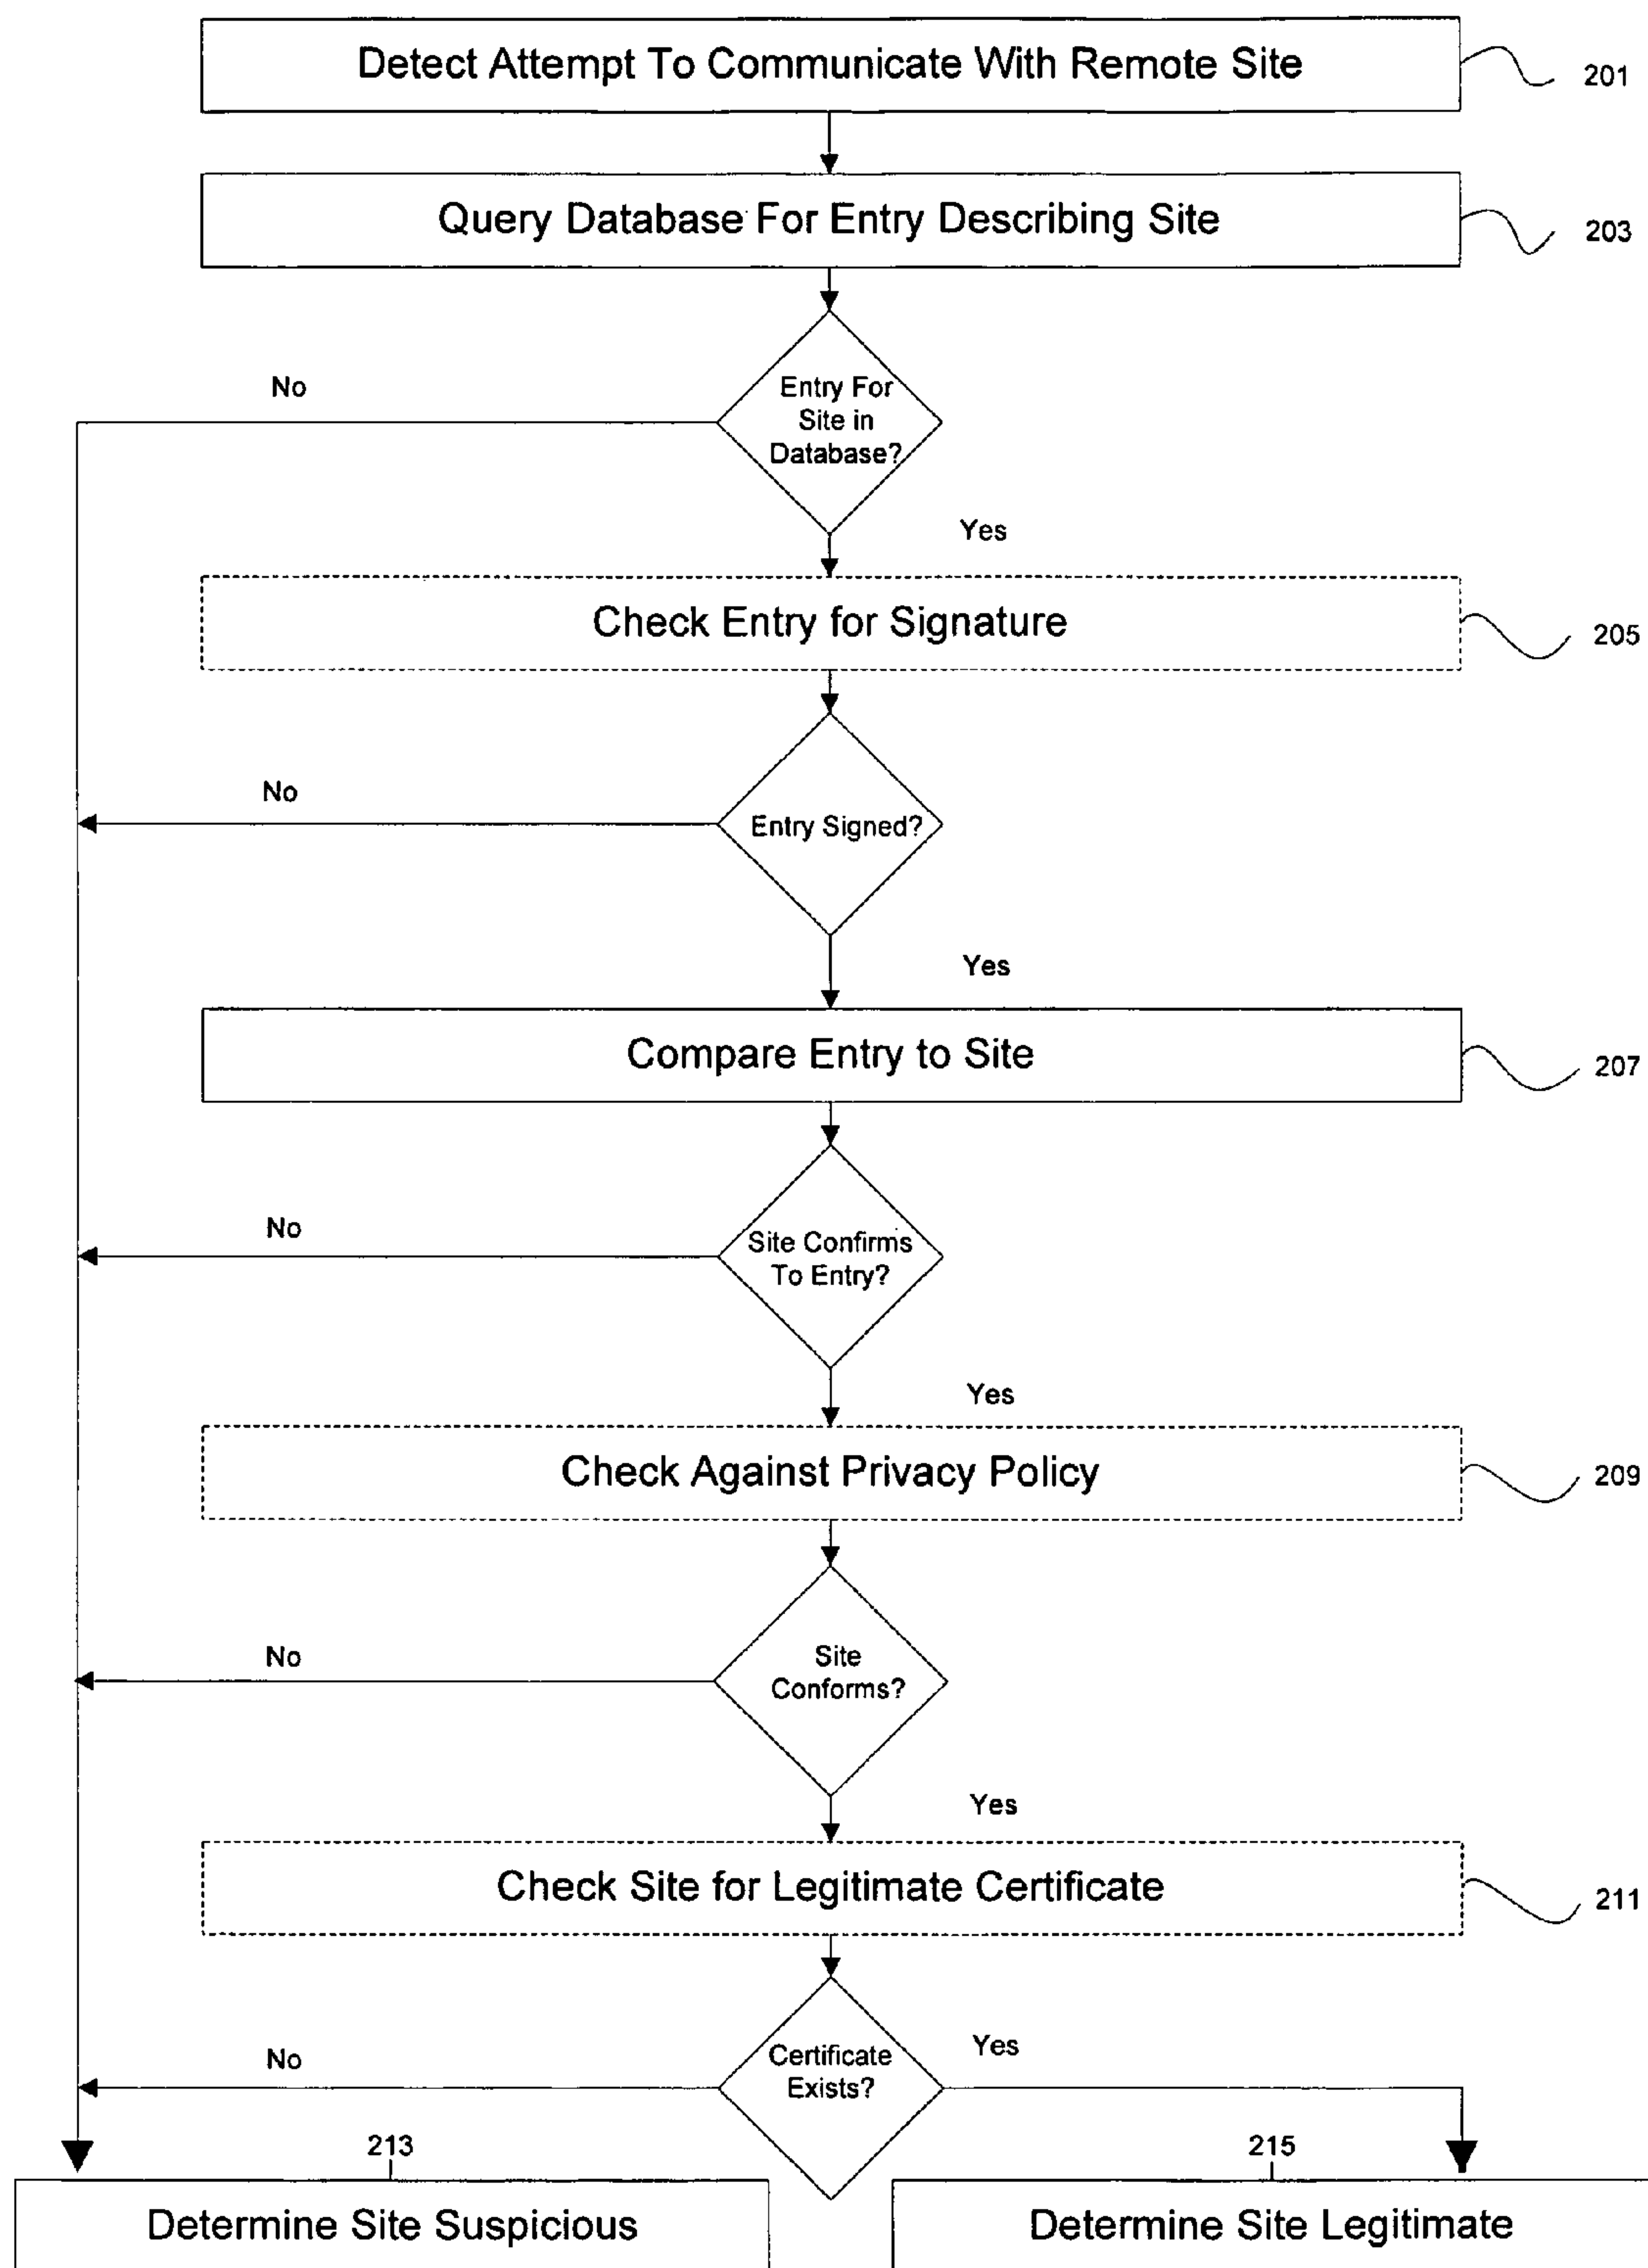 Detect Attempt To Communicate With Remote Site
201
Query Database For Entry Describing Site
203
No
Entry For
Site in
Database?
Yes
Check Entry for Signature
205
No
Entry Signed?
Yes
Compare Entry to Site
207
No
Site Confirms
To Entry?
Yes
Check Against Privacy Policy
209
No
Site
Conforms?
Yes
Check Site for Legitimate Certificate
211
No
Certificate
Exists?
Yes
213
215
Determine Site Suspicious
Determine Site Legitimate